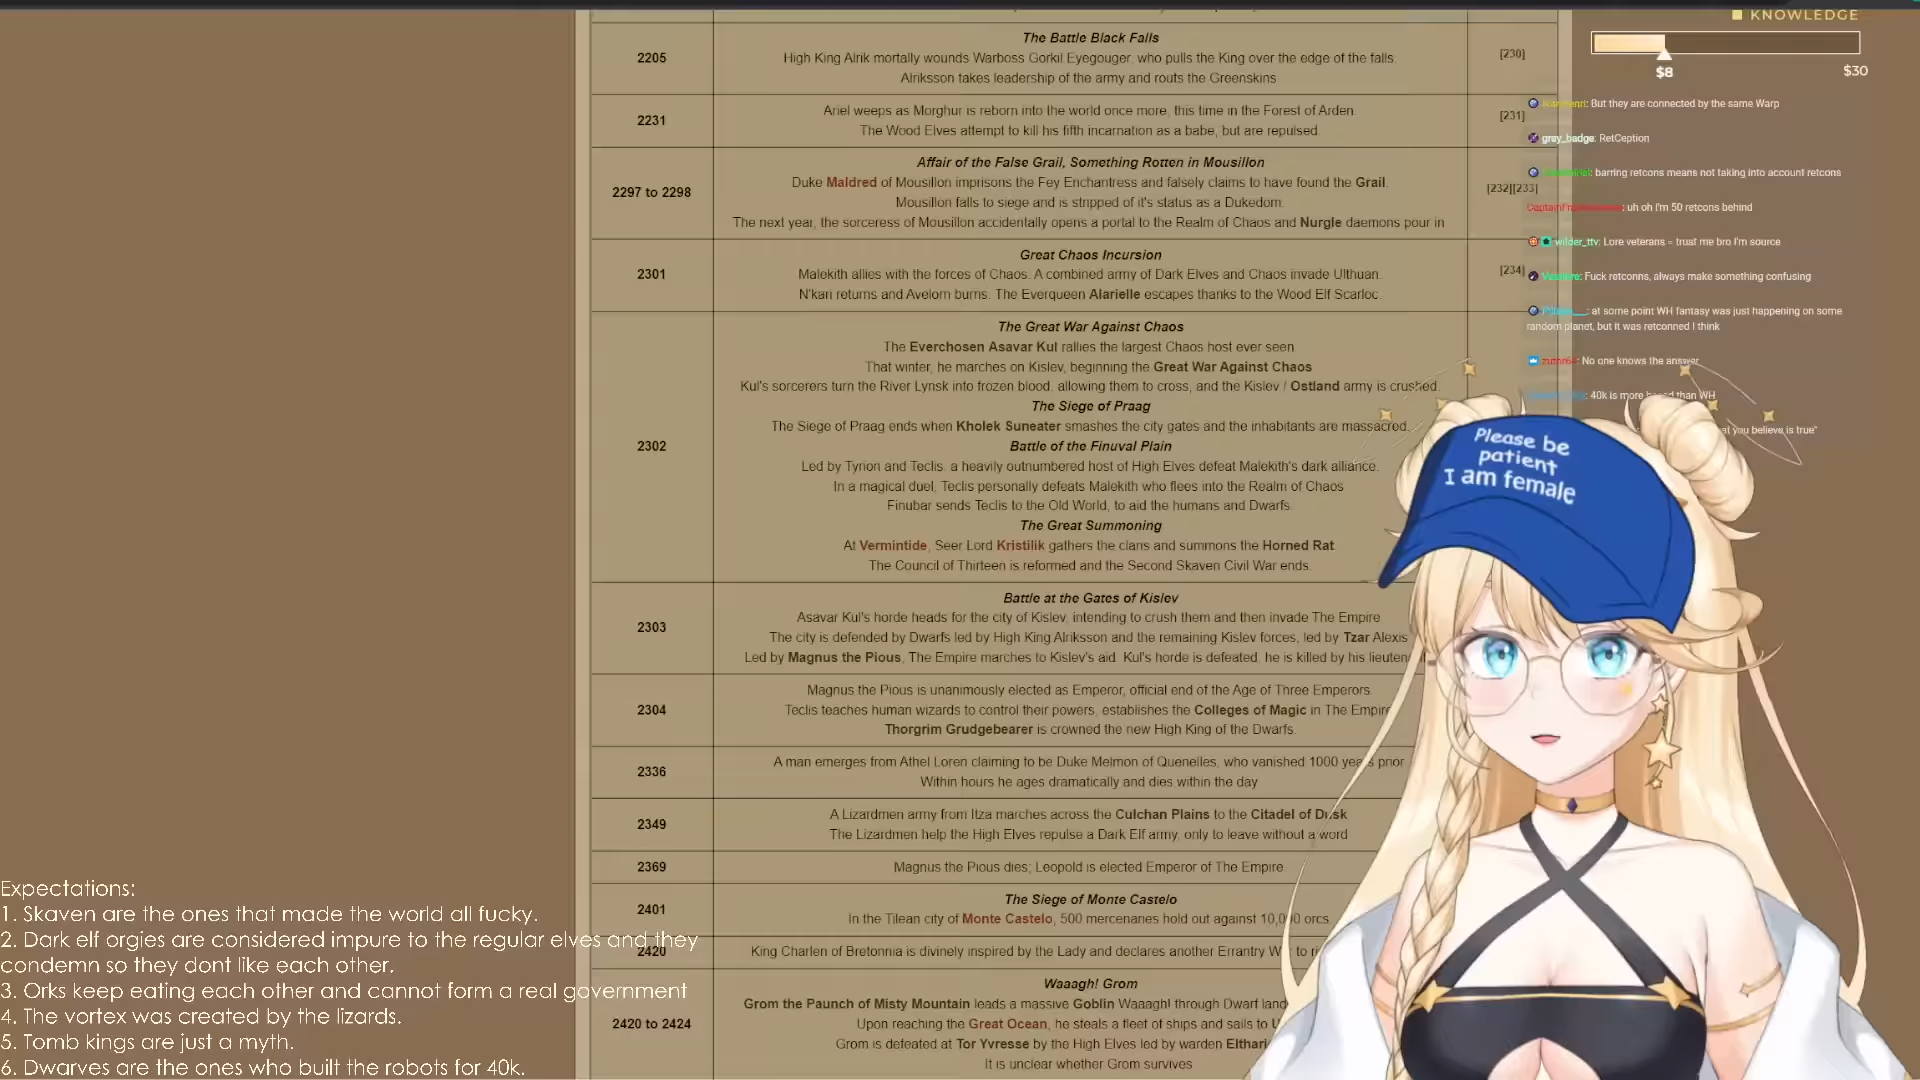 KNOWLEDGE
$8
$30
2205
The Battle Black Falls
High King Alrik mortally wounds Warboss Gorkil Eyegouger, who pulls the King over the edge of the falls.
Alriksson takes leadership of the army and routs the Greenskins
[230]
2231
Ariel weeps as Morghur is reborn into the world once more, this time in the Forest of Arden.
The Wood Elves attempt to kill his fifth incarnation as a babe, but are repulsed.
[231]
2297 to 2298
Affair of the False Grail, Something Rotten in Mousillon
Duke Maldred of Mousillon imprisons the Fey Enchantress and falsely claims to have found the Grail.
Mousillon falls to siege and is stripped of it's status as a Dukedom.
The next year, the sorceress of Mousillon accidentally opens a portal to the Realm of Chaos and Nurgle daemons pour in
[232][233]
2301
Great Chaos Incursion
Malekith allies with the forces of Chaos. A combined army of Dark Elves and Chaos invade Ulthuan.
N'kari returns and Avelorn burns. The Everqueen Alarielle escapes thanks to the Wood Elf Scarloc.
[234]
2302
The Great War Against Chaos
The Everchosen Asavar Kul rallies the largest Chaos host ever seen
That winter, he marches on Kislev, beginning the Great War Against Chaos
Kul's sorcerers turn the River Lynsk into frozen blood, allowing them to cross, and the Kislev / Ostland army is crushed.
The Siege of Praag
The Siege of Praag ends when Kholek Suneater smashes the city gates and the inhabitants are massacred.
Battle of the Finuval Plain
Led by Tyrion and Teclis, a heavily outnumbered host of High Elves defeat Malekith's dark alliance.
In a magical duel, Teclis personally defeats Malekith who flees into the Realm of Chaos
Finubar sends Teclis to the Old World, to aid the humans and Dwarfs.
The Great Summoning
At Vermintide, Seer Lord Kristilik gathers the clans and summons the Horned Rat
The Council of Thirteen is reformed and the Second Skaven Civil War ends.
2303
Battle at the Gates of Kislev
Asavar Kul's horde heads for the city of Kislev, intending to crush them and then invade The Empire
The city is defended by Dwarfs led by High King Alriksson and the remaining Kislev forces, led by Tzar Alexis
Led by Magnus the Pious, The Empire marches to Kislev's aid. Kul's horde is defeated, he is killed by his
2304
Magnus the Pious is unanimously elected as Emperor, official end of the Age of Three Emperors.
Teclis teaches human wizards to control their powers, establishes the Colleges of Magic in The Empire
Thorgrim Grudgebearer is crowned the new High King of the Dwarfs.
2336
A man emerges from Athel Loren claiming to be Duke Melmon of Quenelles, who vanished 1000 years prior
Within hours he ages dramatically and dies within the day
2349
A Lizardmen army from Itza marches across the Culchan Plains to the Citadel of Dusk
The Lizardmen help the High Elves repulse a Dark Elf army, only to leave without a word
2369
Magnus the Pious dies; Leopold is elected Emperor of The Empire
2401
The Siege of Monte Castelo
In the Tilean city of Monte Castelo, 500 mercenaries hold out against 10,000 orcs.
2420
King Charlen of Bretonnia is divinely inspired by the Lady and declares another Errantry
2420 to 2424
Waaagh! Grom
Grom the Paunch of Misty Mountain leads a massive Goblin Waaagh! through Dwarf land
Upon reaching the Great Ocean, he steals a fleet of ships and sails to
Grom is defeated at Tor Yvresse by the High Elves led by warden
It is unclear whether Grom survives
: But they are connected by the same Warp
grey_badge: RetCeption
: barring retcons means not taking into account retcons
: uh oh I'm 50 retcons behind
wilder_ttv: Lore veterans = trust me bro I'm source
: Fuck retconns, always make something confusing
: at some point WH fantasy was just happening on some
random planet, but it was retconned I think
: No one knows the answer
: 40k is more than WH
you believe is true"
Please be
patient
I am female
Expectations:
1. Skaven are the ones that made the world all fucky.
2. Dark elf orgies are considered impure to the regular elves and they
condemn so they dont like each other.
3. Orks keep eating each other and cannot form a real government
4. The vortex was created by the lizards.
5. Tomb kings are just a myth.
6. Dwarves are the ones who built the robots for 40k.